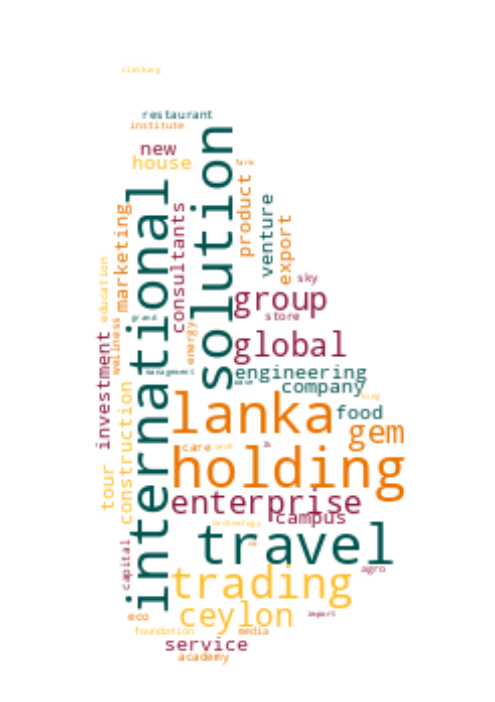 clothing
restaurant
institute
new
house
farm
solution
international
product
consultants
marketing
venture
export
education
sky
group
store
grand
wellness
energy
investment
global
engineering
management
company
construction
lanka
food
gem
care
tech
holding
tour
enterprise
campus
technology
travel
capital
agro
trading
ceylon
eco
import
foundation
media
service
academy